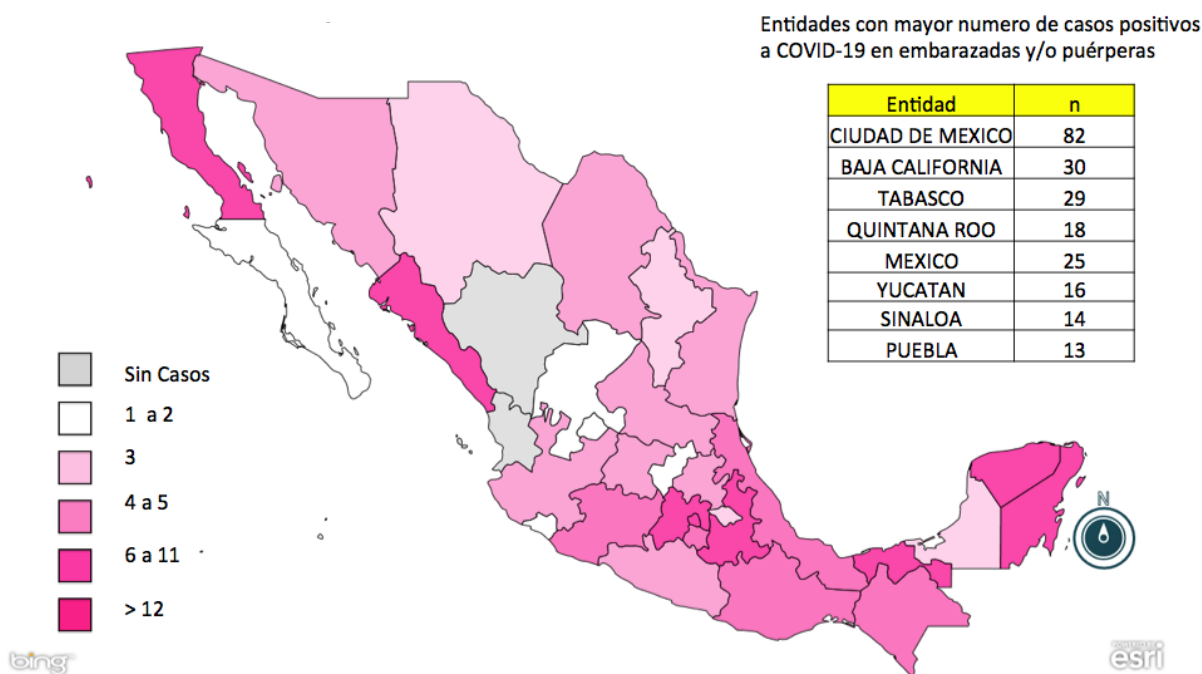 Entidades con mayor numero de casos positivos
a COVID-19 en embarazadas y/o puérperas
Entidad n
CIUDAD DE MEXICO 82
BAJA CALIFORNIA 30
TABASCO 29
QUINTANA ROO 18
MEXICO 25
YUCATAN 16
SINALOA 14
PUEBLA 13
Sin Casos
1 a 2
3
4 a 5
6 a 11
> 12
N
bing
esri